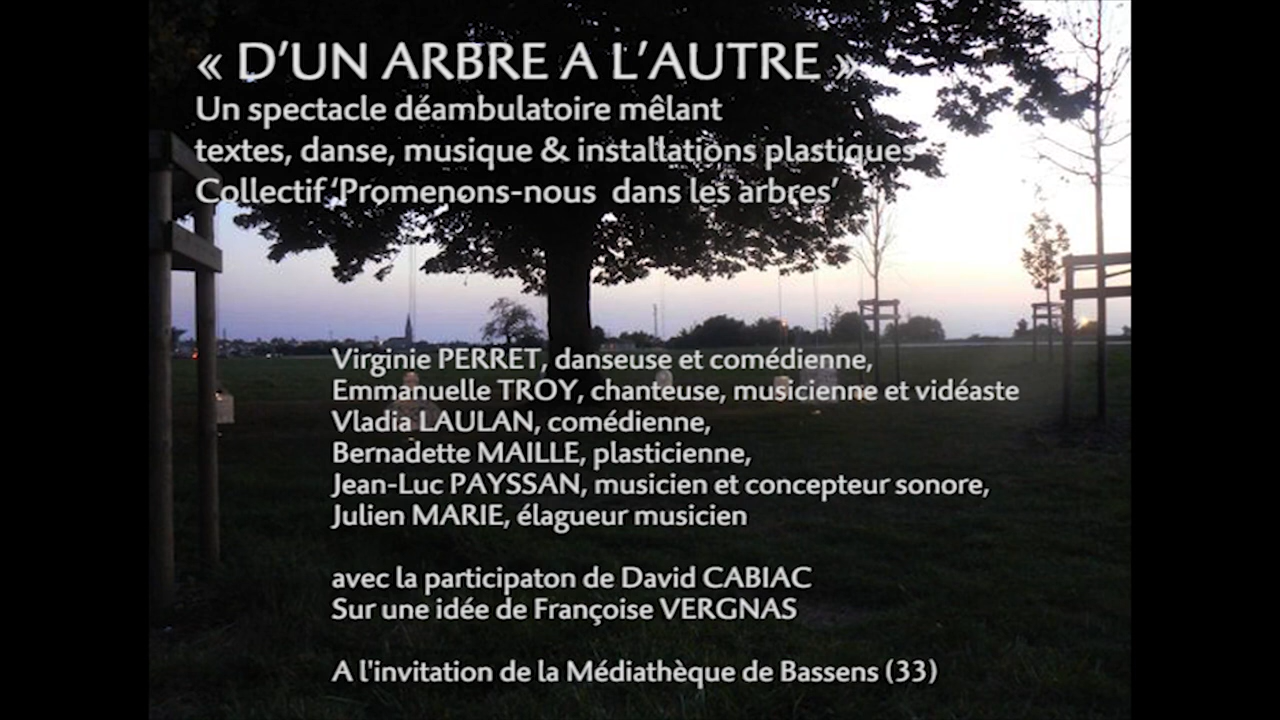 « D’UN ARBRE A L’AUTRE »
Un spectacle déambulatoire mêlant
textes, danse, musique & installations plastiques
Collectif ‘Promenons-nous dans les arbres’
Virginie PERRET, danseuse et comédienne,
Emmanuelle TROY, chanteuse, musicienne et vidéaste
Vladia LAULAN, comédienne,
Bernadette MAILLE, plasticienne,
Jean-Luc PAYSSAN, musicien et concepteur sonore,
Julien MARIE, élagueur musicien
avec la participaton de David CABIAC
Sur une idée de Françoise VERGNAS
A l'invitation de la Médiathèque de Bassens (33)